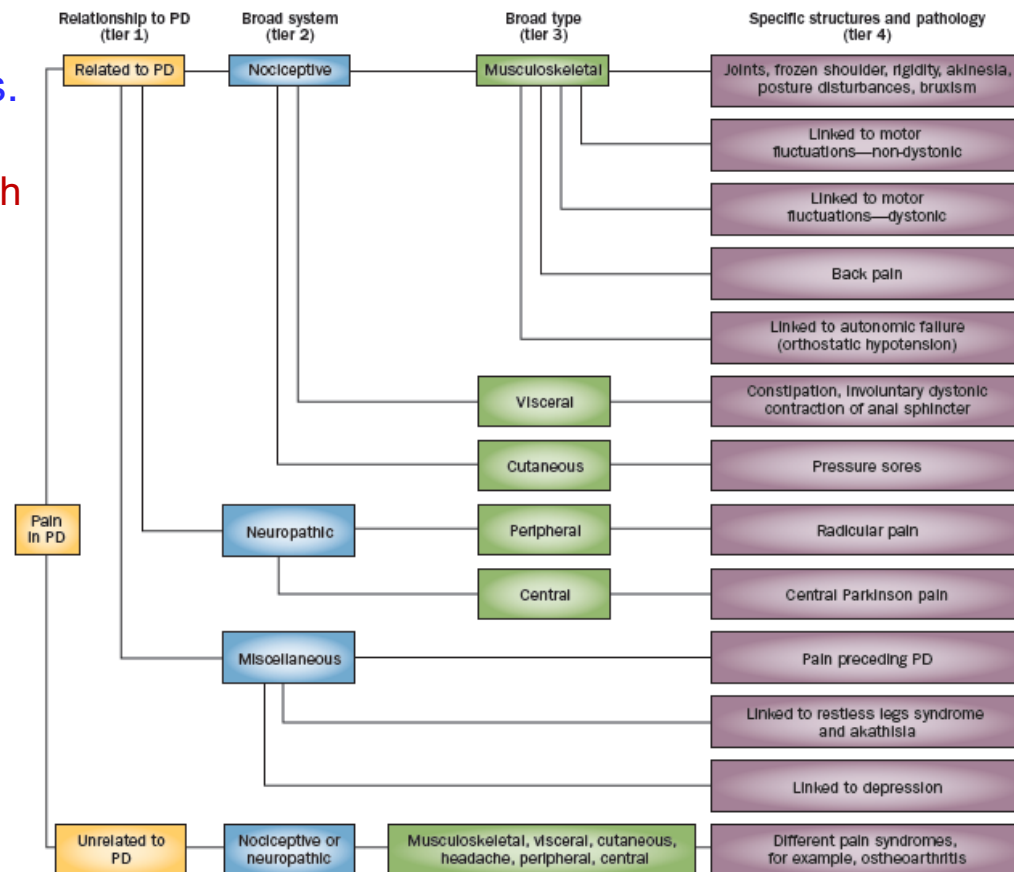 Relationship to PD
(tier 1)
Broad system
(tier 2)
Broad type
(tier 3)
Specific structures and pathology
(tier 4)
s.
h
Related to PD
Nociceptive
Musculoskeletal
Joints, frozen shoulder, rigidity, akinesia,
posture disturbances, bruxism
Linked to motor
fluctuations—non-dystonic
Linked to motor
fluctuations—dystonic
Back pain
Linked to autonomic failure
(orthostatic hypotension)
Visceral
Constipation, involuntary dystonic
contraction of anal sphincter
Cutaneous
Pressure sores
Pain
in PD
Neuropathic
Peripheral
Radicular pain
Central
Central Parkinson pain
Miscellaneous
Pain preceding PD
Linked to restless legs syndrome
and akathisia
Linked to depression
Unrelated to
PD
Nociceptive or
neuropathic
Musculoskeletal, visceral, cutaneous,
headache, peripheral, central
Different pain syndromes,
for example, ostheoarthritis